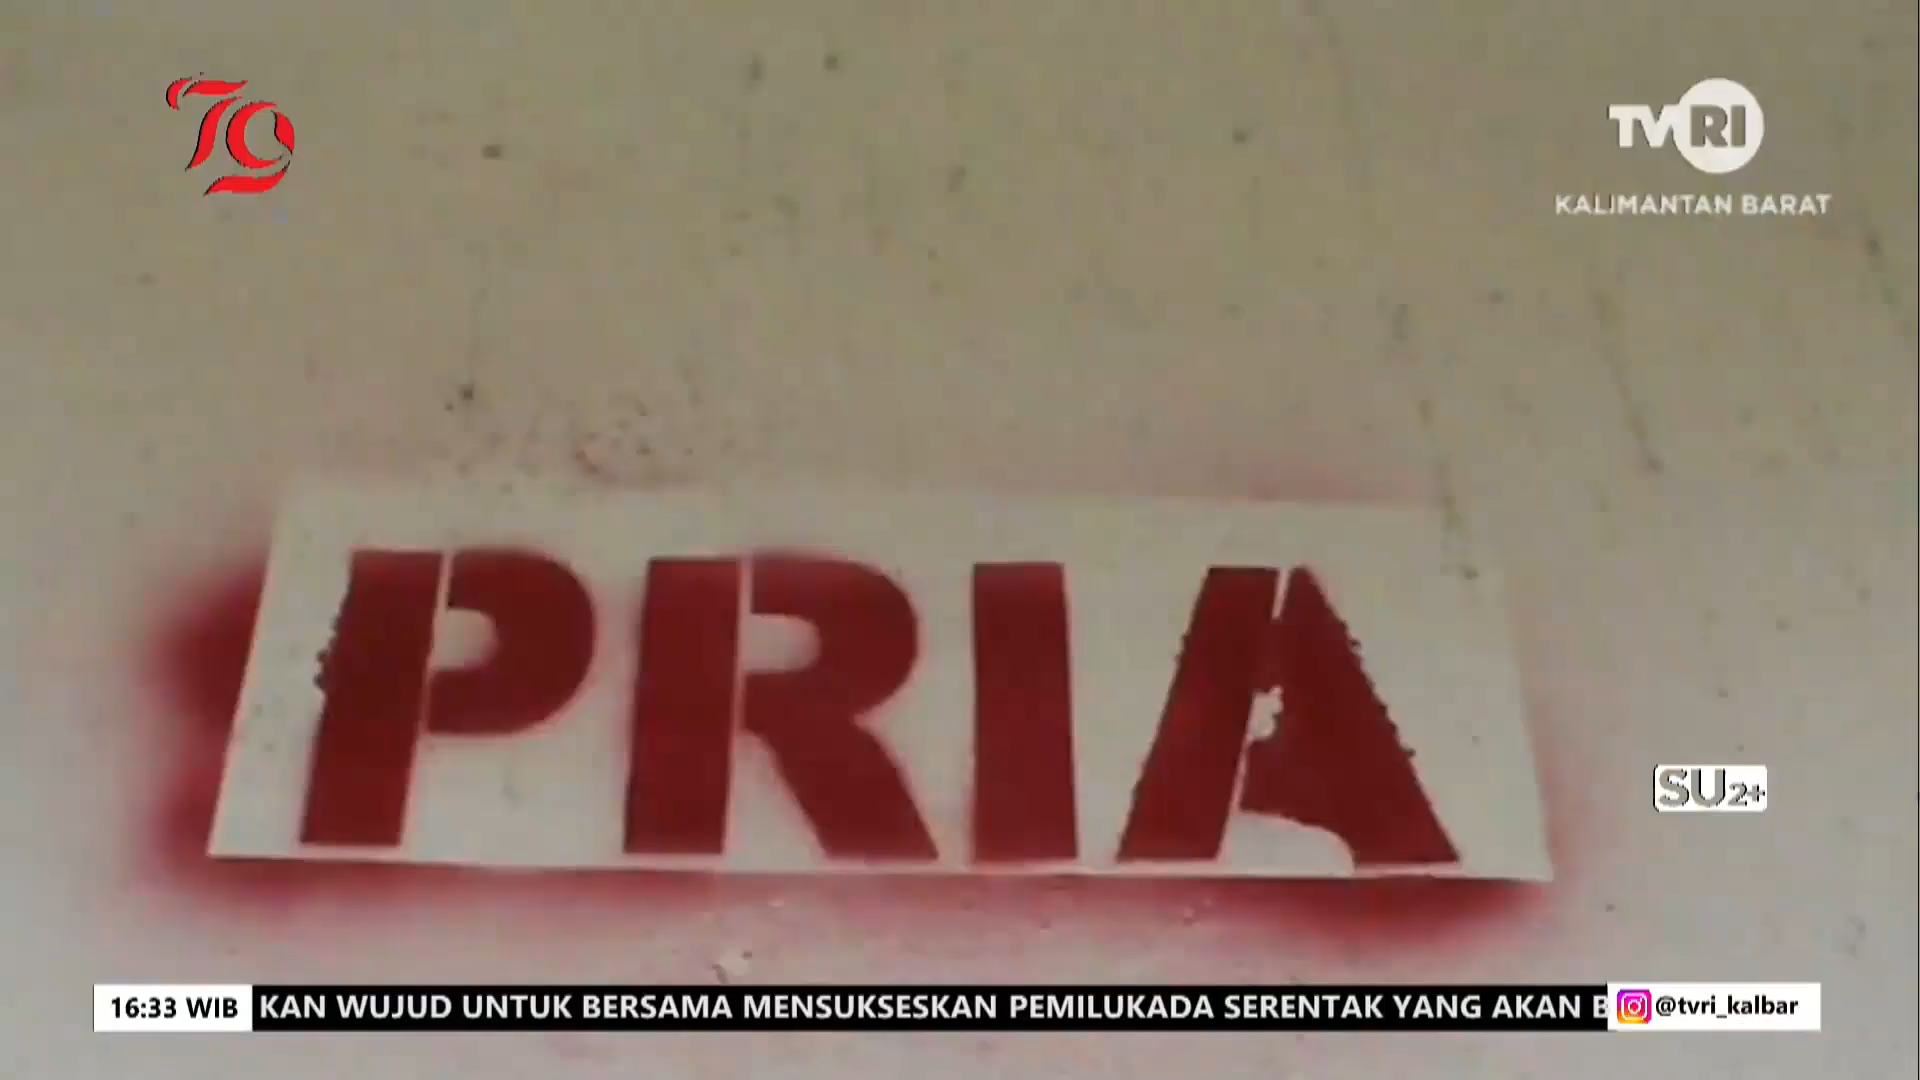 79
TVRI
KALIMANTAN BARAT
PRIA
SU2+
16:33 WIB
KAN WUJUD UNTUK BERSAMA MENSUKSESKAN PEMILUKADA SERENTAK YANG AKAN B
@tvri_kalbar